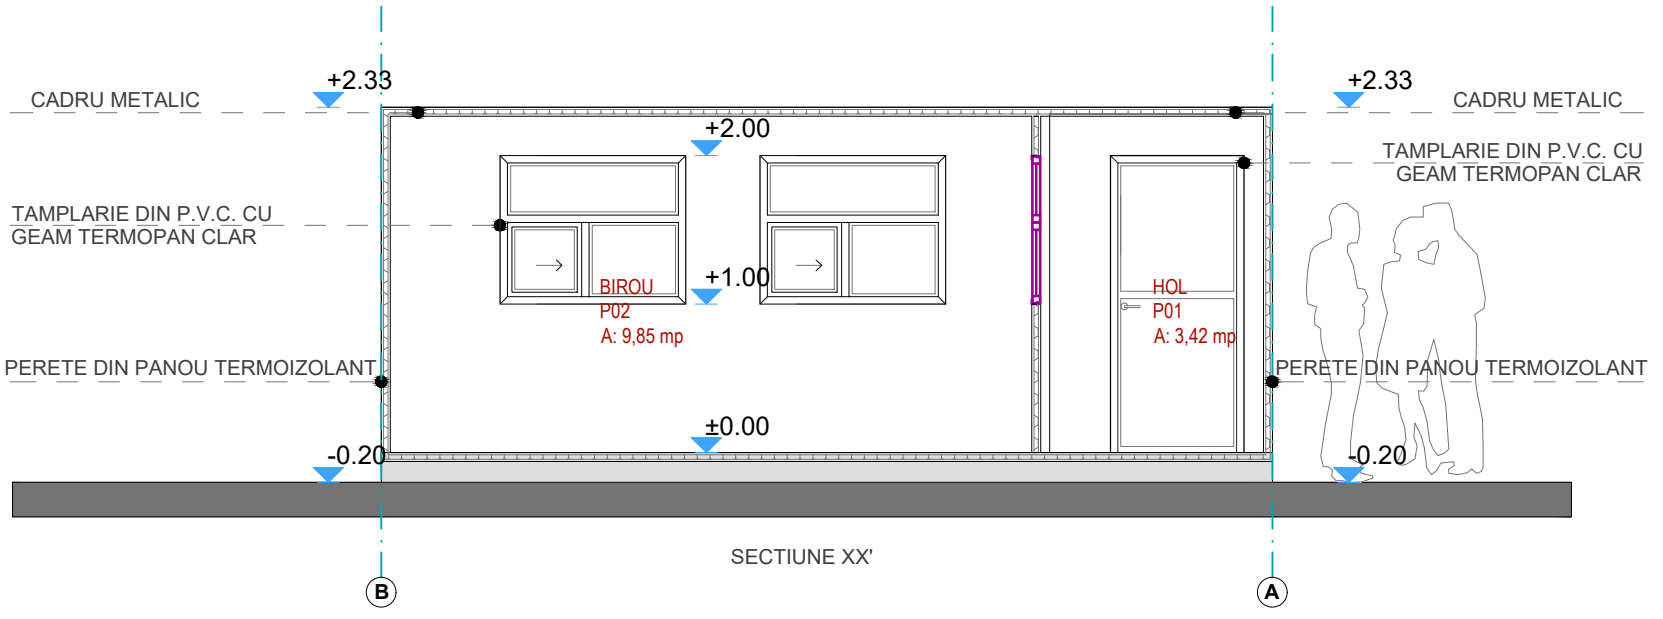 +2.33
+2.33
CADRU METALIC
CADRU METALIC
+2.00
TAMPLARIE DIN P.V.C. CU
GEAM TERMOPAN CLAR
TAMPLARIE DIN P.V.C. CU
GEAM TERMOPAN CLAR
+1.00
BIROU
P02
A: 9,85 mp
HOL
P01
A: 3,42 mp
PERETE DIN PANOU TERMOIZOLANT
PERETE DIN PANOU TERMOIZOLANT
±0.00
-0.20
-0.20
SECTIUNE XX'
B
A